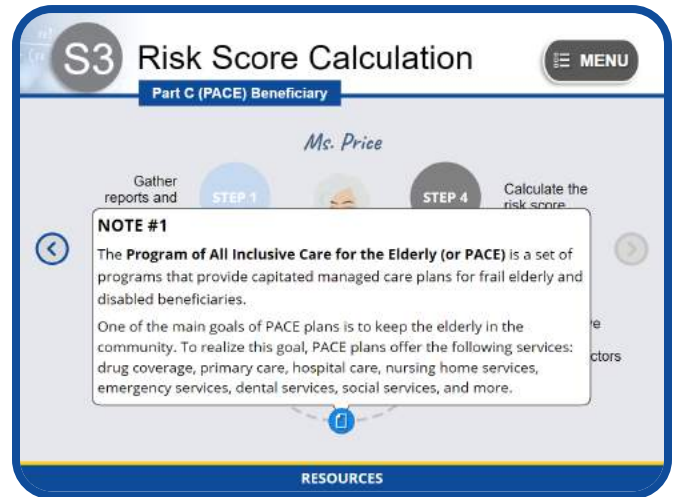 S3 Risk Score Calculation
MENU
Part C (PACE) Beneficiary
Ms. Price
Gather
reports and
STEP 1
STEP 4
Calculate the
risk score
NOTE #1
The Program of All Inclusive Care for the Elderly (or PACE) is a set of
programs that provide capitated managed care plans for frail elderly and
disabled beneficiaries.
One of the main goals of PACE plans is to keep the elderly in the
community. To realize this goal, PACE plans offer the following services:
drug coverage, primary care, hospital care, nursing home services,
emergency services, dental services, social services, and more.
RESOURCES